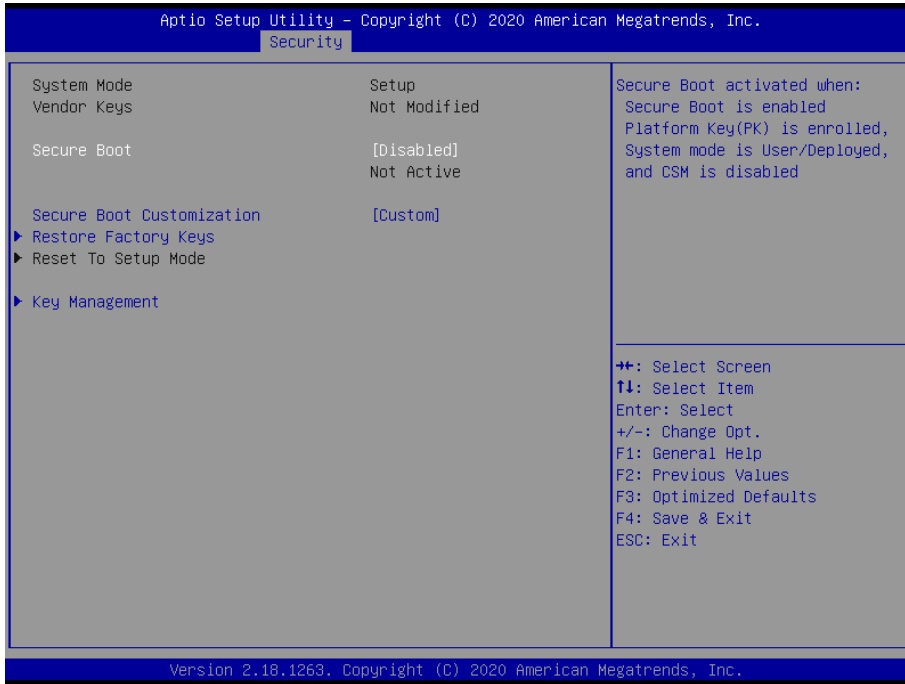 Aptio Setup Utility – Copyright (C) 2020 American Megatrends, Inc.
Security
System Mode Setup
Vendor Keys Not Modified
Secure Boot [Disabled]
Not Active
Secure Boot Customization [Custom]
Restore Factory Keys
Reset To Setup Mode
Key Management
Secure Boot activated when:
Secure Boot is enabled
Platform Key(PK) is enrolled,
System mode is User/Deployed,
and CSM is disabled
→←: Select Screen
↑↓: Select Item
Enter: Select
+/-: Change Opt.
F1: General Help
F2: Previous Values
F3: Optimized Defaults
F4: Save & Exit
ESC: Exit
Version 2.18.1263. Copyright (C) 2020 American Megatrends, Inc.